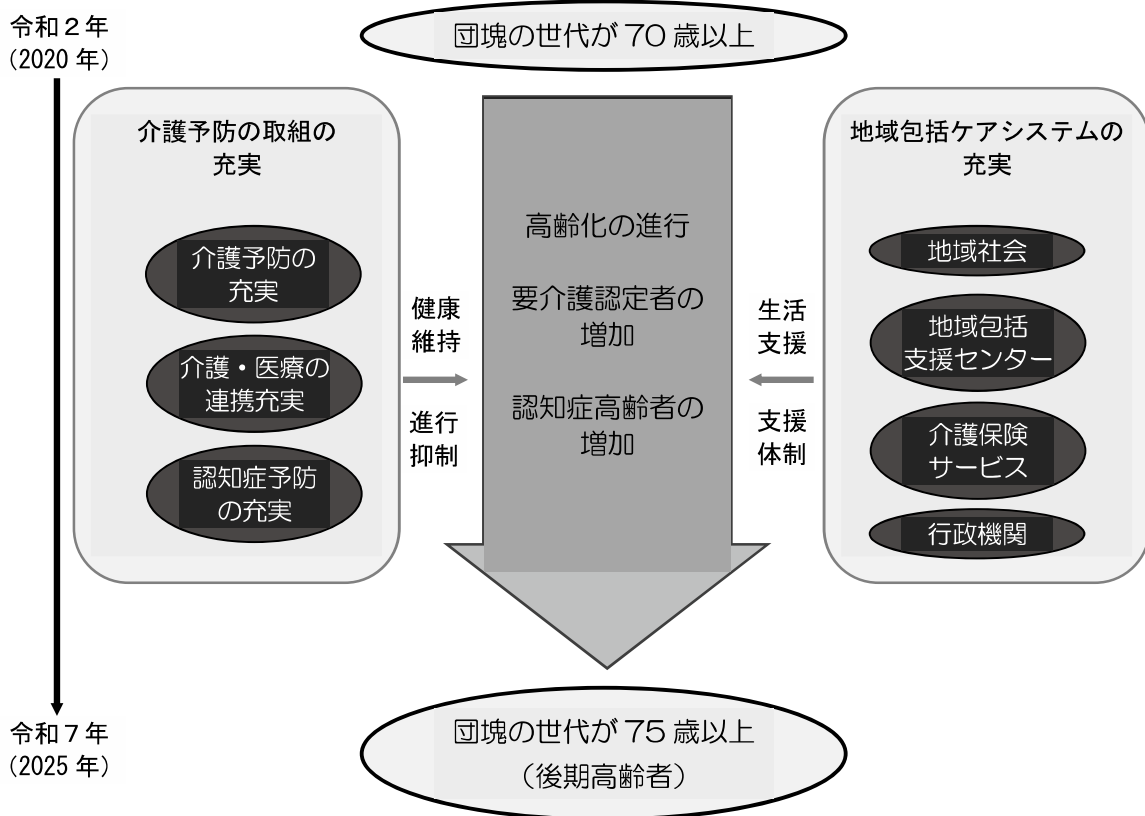 令和２年
（2020 年）
団塊の世代が 70 歳以上
介護予防の取組の
充実
介護予防の
充実
介護・医療の
連携充実
認知症予防
の充実
健康
維持
進行
抑制
高齢化の進行
要介護認定者の
増加
認知症高齢者の
増加
生活
支援
支援
体制
地域包括ケアシステムの
充実
地域社会
地域包括
支援センター
介護保険
サービス
行政機関
令和７年
（2025 年）
団塊の世代が 75 歳以上
（後期高齢者）